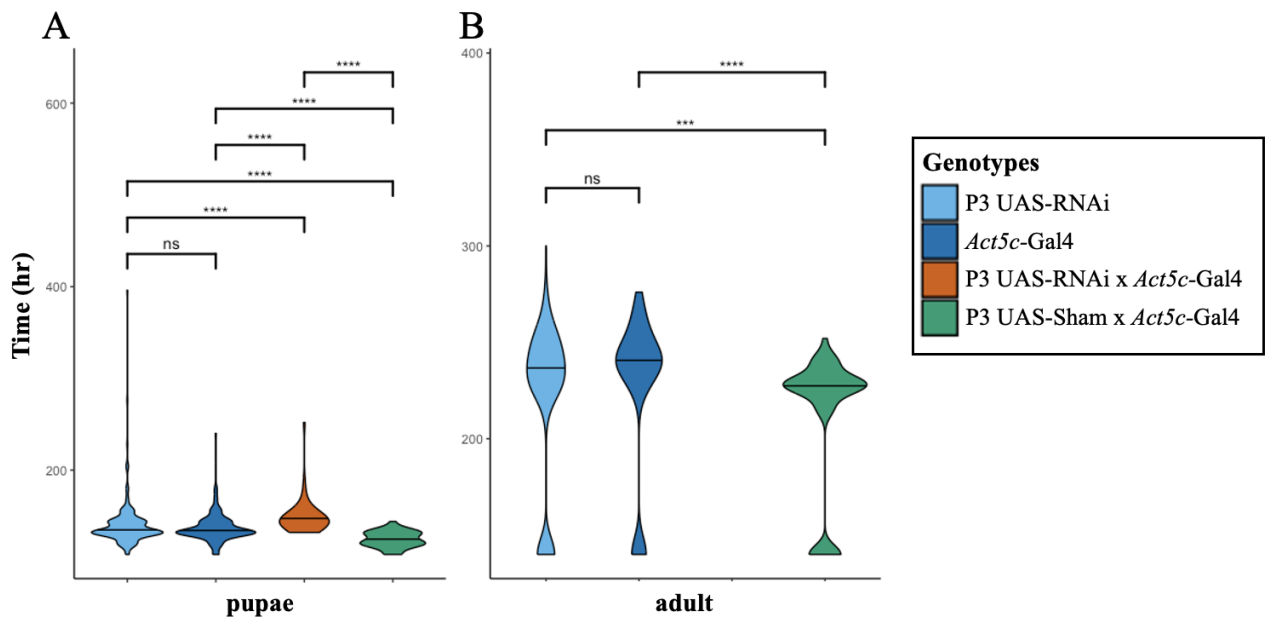 A
B
Time (hr)
600
400
200
****
****
****
****
****
ns
pupae
400
300
200
****
***
ns
adult
Genotypes
P3 UAS-RNAi
Act5c-Gal4
P3 UAS-RNAi x Act5c-Gal4
P3 UAS-Sham x Act5c-Gal4